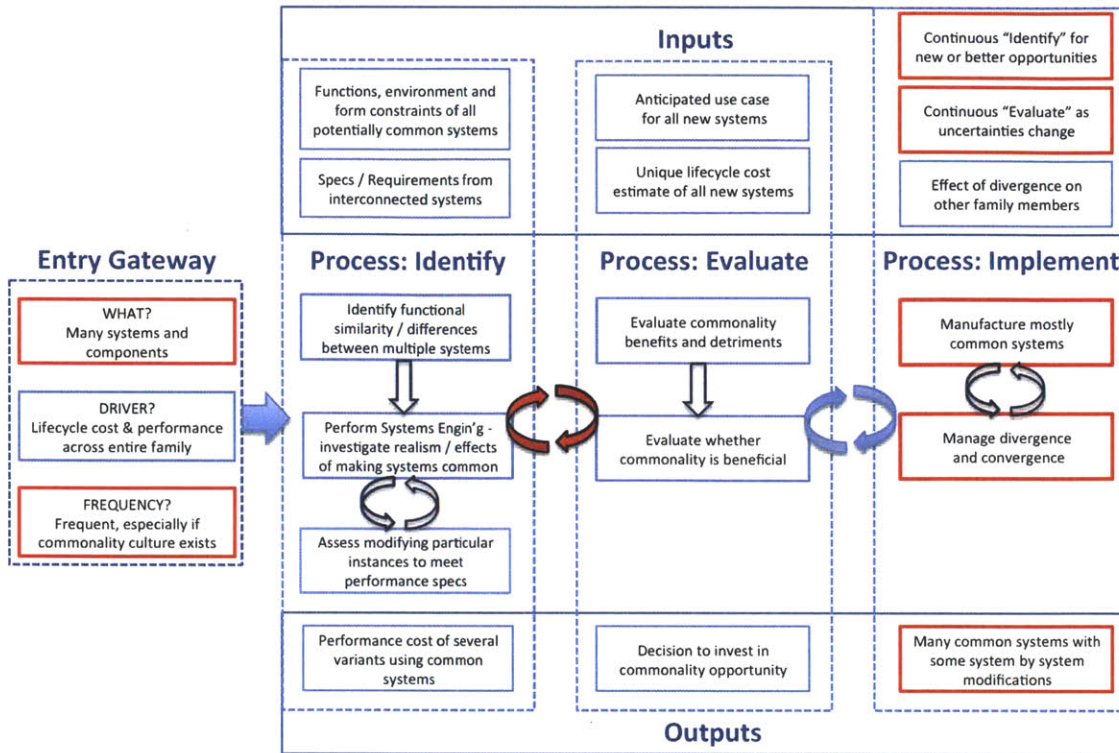 Inputs
Functions, environment and
form constraints of all
potentially common systems
Specs / Requirements from
interconnected systems
Anticipated use case
for all new systems
Unique lifecycle cost
estimate of all new systems
Continuous “Identify” for
new or better opportunities
Continuous “Evaluate” as
uncertainties change
Effect of divergence on
other family members
Entry Gateway
WHAT?
Many systems and
components
DRIVER?
Lifecycle cost & performance
across entire family
FREQUENCY?
Frequent, especially if
commonality culture exists
Process: Identify
Identify functional
similarity / differences
between multiple systems
Perform Systems Engin’g -
investigate realism / effects
of making systems common
Assess modifying particular
instances to meet
performance specs
Process: Evaluate
Evaluate commonality
benefits and detriments
Evaluate whether
commonality is beneficial
Process: Implement
Manufacture mostly
common systems
Manage divergence
and convergence
Performance cost of several
variants using common
systems
Decision to invest in
commonality opportunity
Many common systems with
some system by system
modifications
Outputs